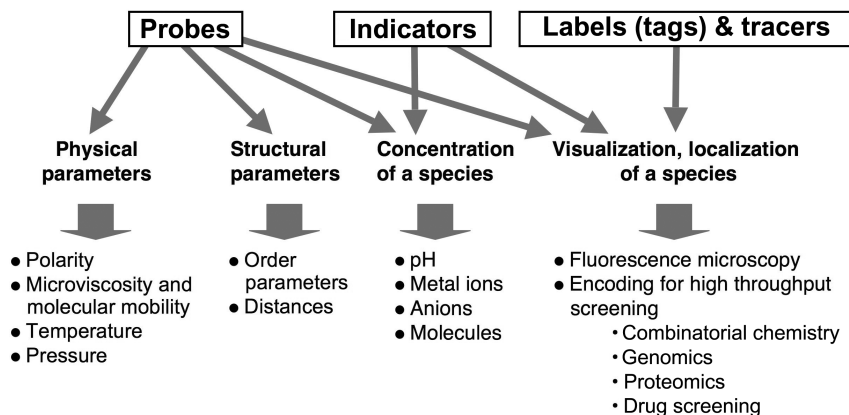 Probes
Indicators
Labels (tags) & tracers
Physical
parameters
Structural
parameters
Concentration
of a species
Visualization, localization
of a species
● Polarity
● Microviscosity and
molecular mobility
● Temperature
● Pressure
● Order
parameters
● Distances
● pH
● Metal ions
● Anions
● Molecules
● Fluorescence microscopy
● Encoding for high throughput
screening
• Combinatorial chemistry
• Genomics
• Proteomics
• Drug screening